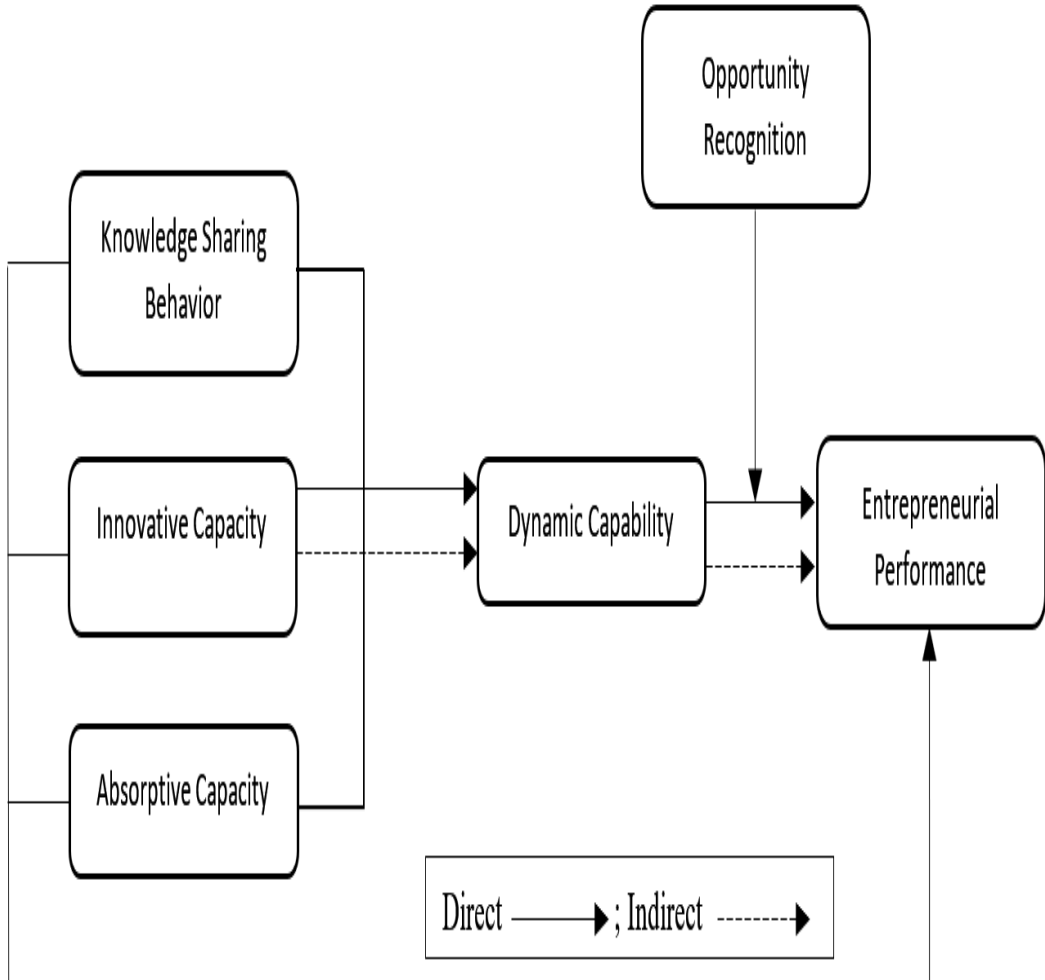 Opportunity
Recognition
Knowledge Sharing
Behavior
Innovative Capacity
Dynamic Capability
Entrepreneurial
Performance
Absorptive Capacity
Direct ; Indirect